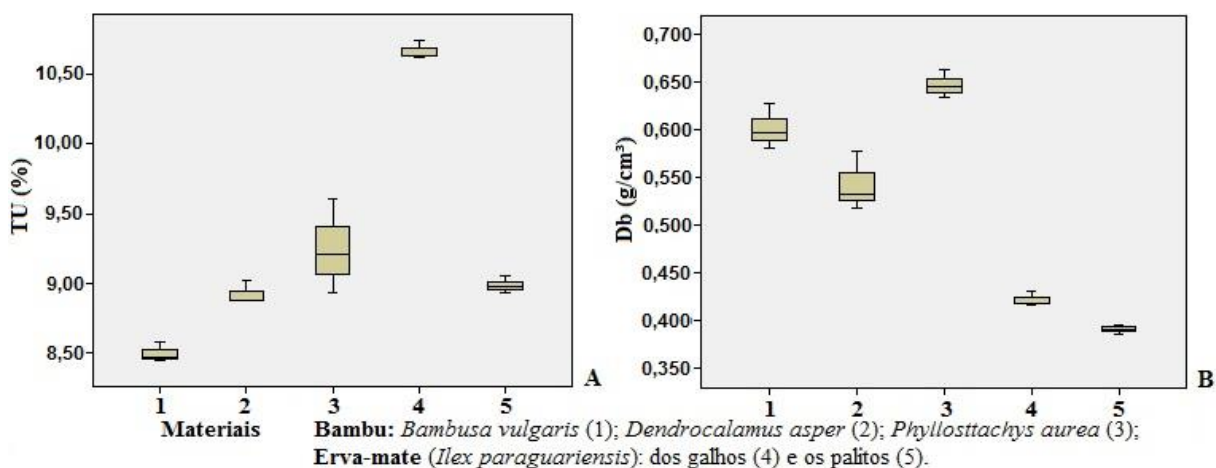 TU (%)
10,50
10,00
9,50
9,00
8,50
1 2 3 4 5
A
Db (g/cm³)
0,700
0,650
0,600
0,550
0,500
0,450
0,400
0,350
1 2 3 4 5
B
Materiais Bambu: Bambusa vulgaris (1); Dendrocalamus asper (2); Phyllosttachys aurea (3);
Erva-mate (Ilex paraguariensis): dos galhos (4) e os palitos (5).